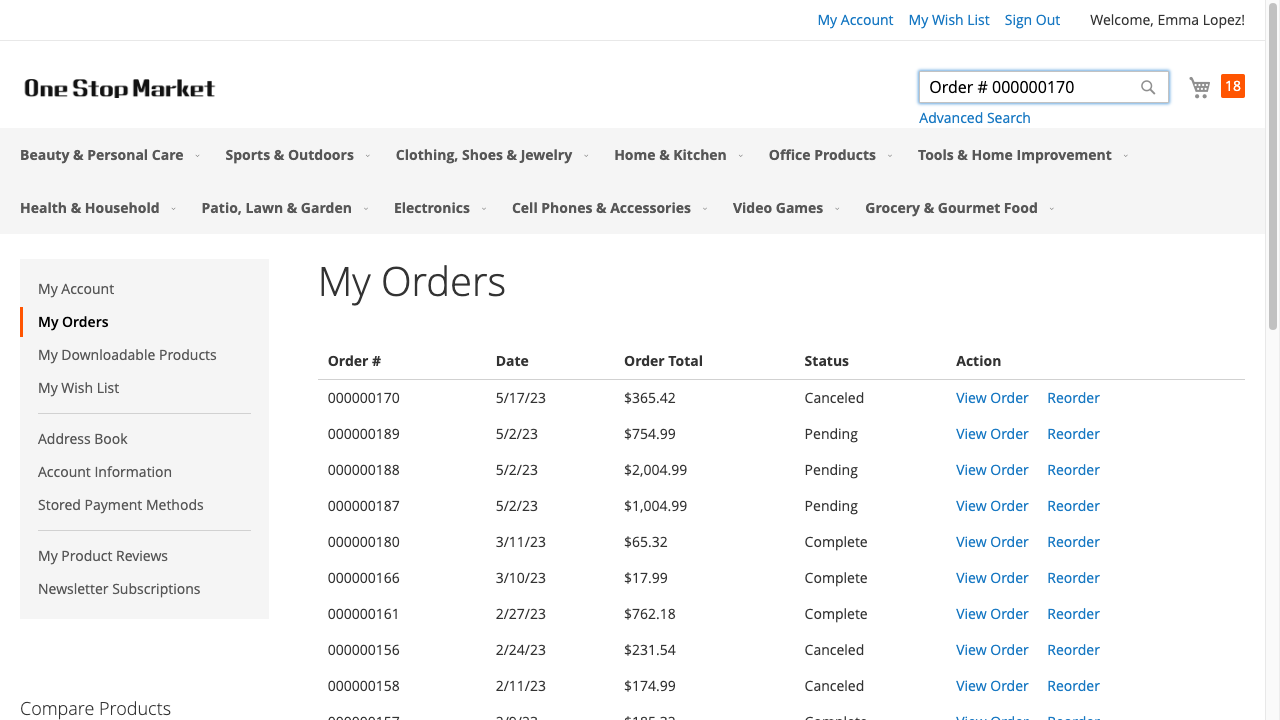 My Account My Wish List Sign Out Welcome, Emma Lopez!
One Stop Market
Order # 000000170
18
Advanced Search
Beauty & Personal Care Sports & Outdoors Clothing, Shoes & Jewelry Home & Kitchen Office Products Tools & Home Improvement
Health & Household Patio, Lawn & Garden Electronics Cell Phones & Accessories Video Games Grocery & Gourmet Food
My Account
My Orders
My Downloadable Products
My Wish List
Address Book
Account Information
Stored Payment Methods
My Product Reviews
Newsletter Subscriptions
Compare Products
My Orders
Order # Date Order Total Status Action
000000170 5/17/23 $365.42 Canceled View Order Reorder
000000189 5/2/23 $754.99 Pending View Order Reorder
000000188 5/2/23 $2,004.99 Pending View Order Reorder
000000187 5/2/23 $1,004.99 Pending View Order Reorder
000000180 3/11/23 $65.32 Complete View Order Reorder
000000166 3/10/23 $17.99 Complete View Order Reorder
000000161 2/27/23 $762.18 Complete View Order Reorder
000000156 2/24/23 $231.54 Canceled View Order Reorder
000000158 2/11/23 $174.99 Canceled View Order Reorder